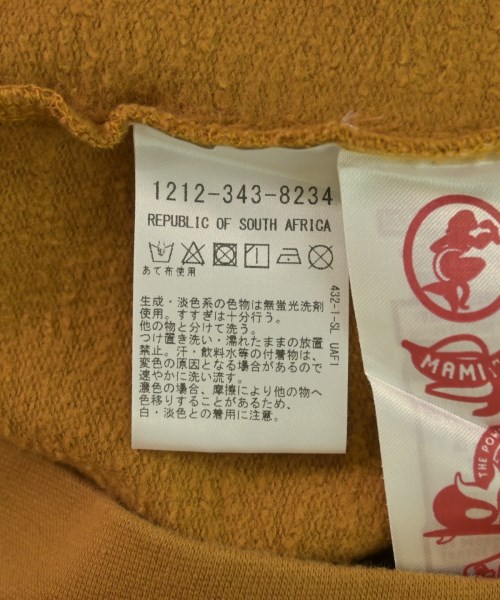 1212-343-8234
REPUBLIC OF SOUTH AFRICA
あて布使用
生成・淡色系の色物は無蛍光洗剤
使用。すすぎは十分行う。
他の物と分けて洗う。
つけ置き洗い・濡れたままの放置
禁止。汗・飲料水等の付着物は、
変色の原因となる場合があるので
速やかに洗い流す。
濃色の場合、摩擦により他の物へ
色移りすることがあるため、
白・淡色との着用に注意。
432-1-SL UAF1
MAMI
THE POW